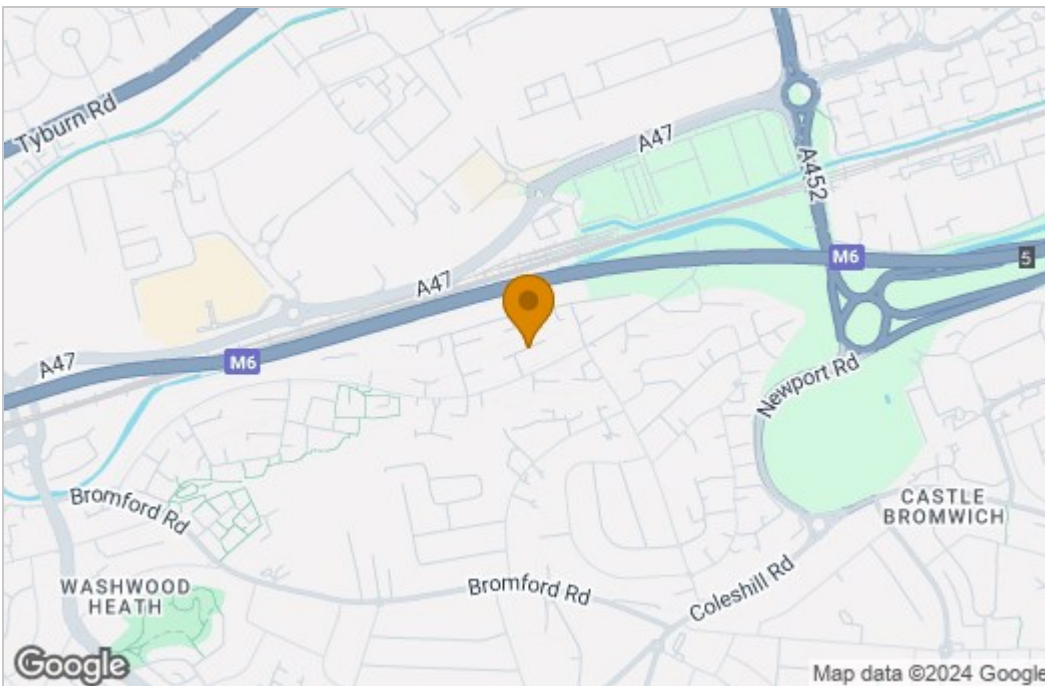 Tyburn Rd
A47
A452
M6
5
A47
A47
M6
Newport Rd
Bromford Rd
CASTLE
BROMWICH
WASHWOOD
HEATH
Bromford Rd
Coleshill Rd
Google
Map data ©2024 Google